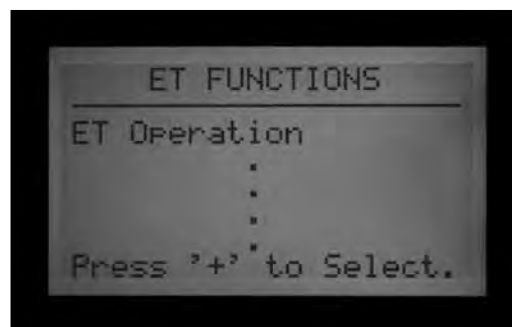 ET FUNCTIONS
ET Operation
.
.
.
.
Press '+' to Select.